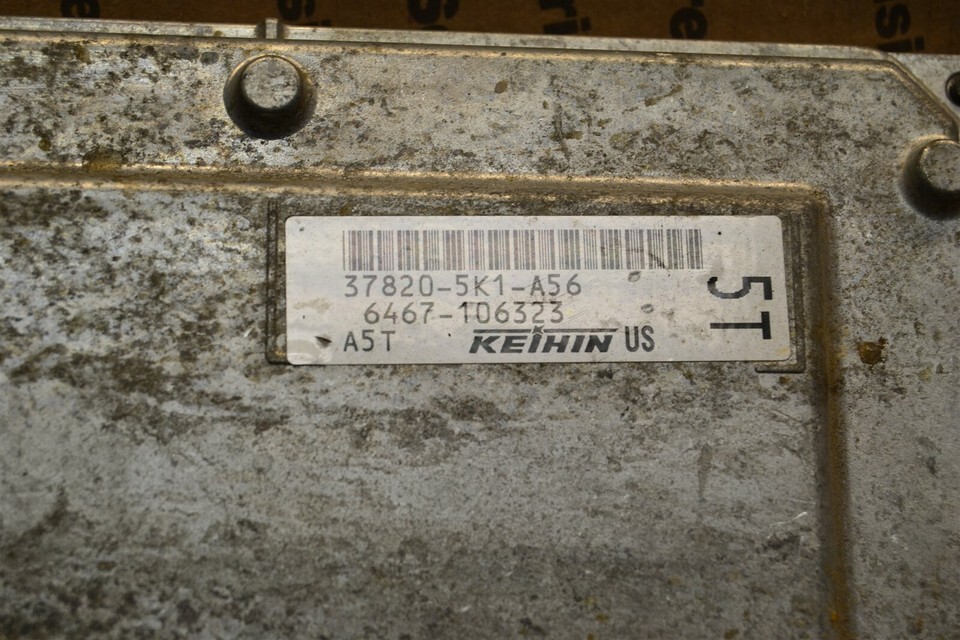 37820-5K1-A56
6467-106323
A5T
KEIHIN US
5T